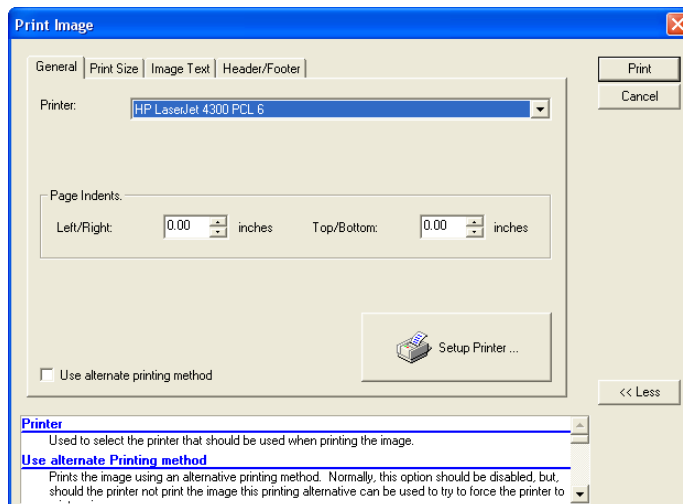 Print Image
General Print Size Image Text Header/Footer
Print
Cancel
Printer: HP LaserJet 4300 PCL 6
Page Indents.
Left/Right: 0.00 inches Top/Bottom: 0.00 inches
Setup Printer ...
Use alternate printing method
<< Less
Printer
Used to select the printer that should be used when printing the image.
Use alternate Printing method
Prints the image using an alternative printing method. Normally, this option should be disabled, but,
should the printer not print the image this printing alternative can be used to try to force the printer to